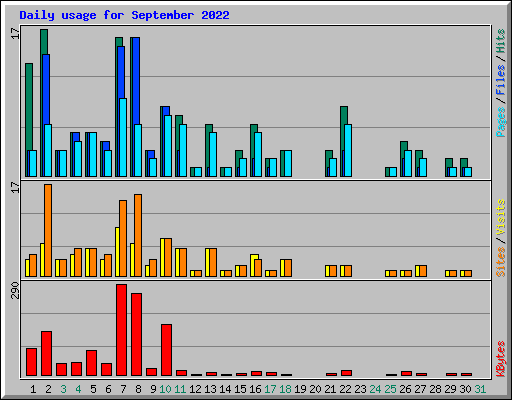 Daily usage for September 2022
17
Pages / Files / Hits
17
Sites / Visits
290
KBytes
1 2 3 4 5 6 7 8 9 10 11 12 13 14 15 16 17 18 19 20 21 22 23 24 25 26 27 28 29 30 31